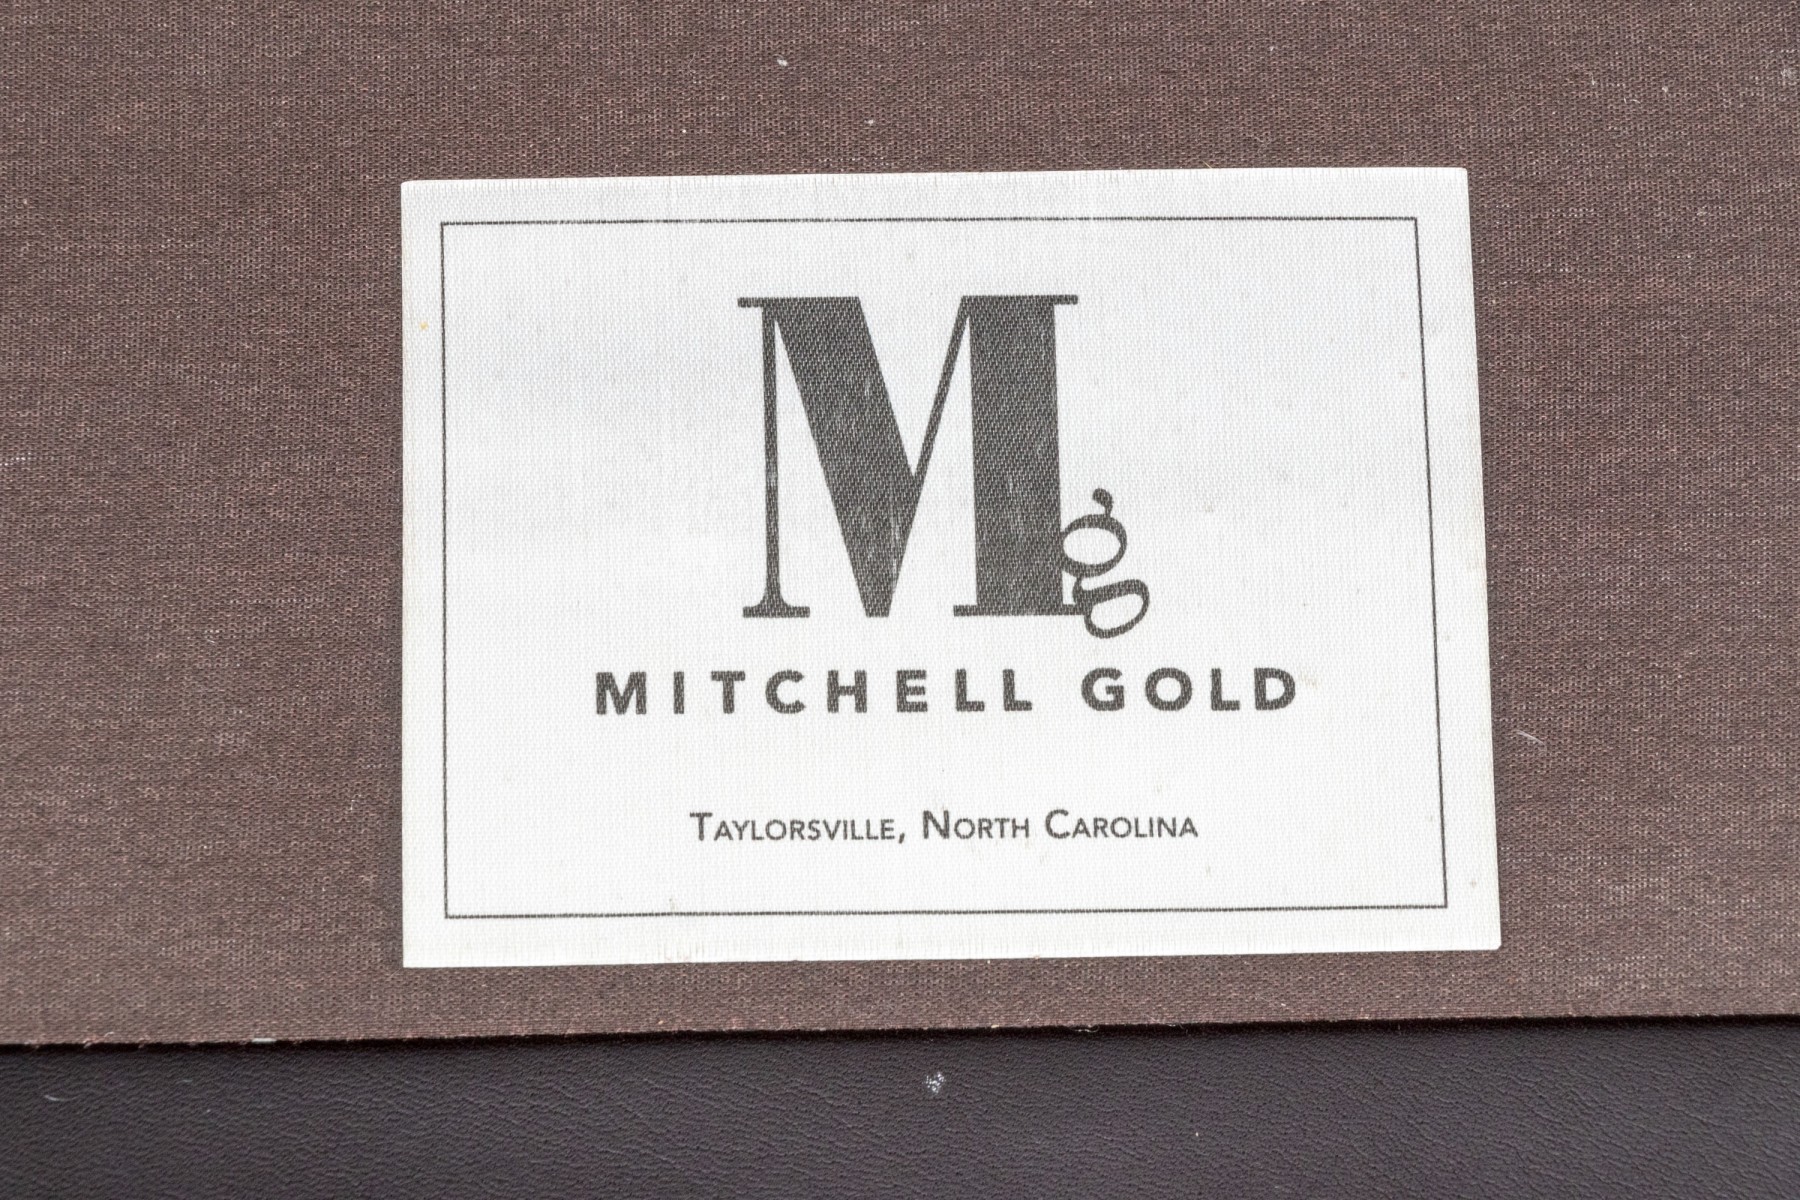 Mg
MITCHELL GOLD
Taylorsville, North Carolina